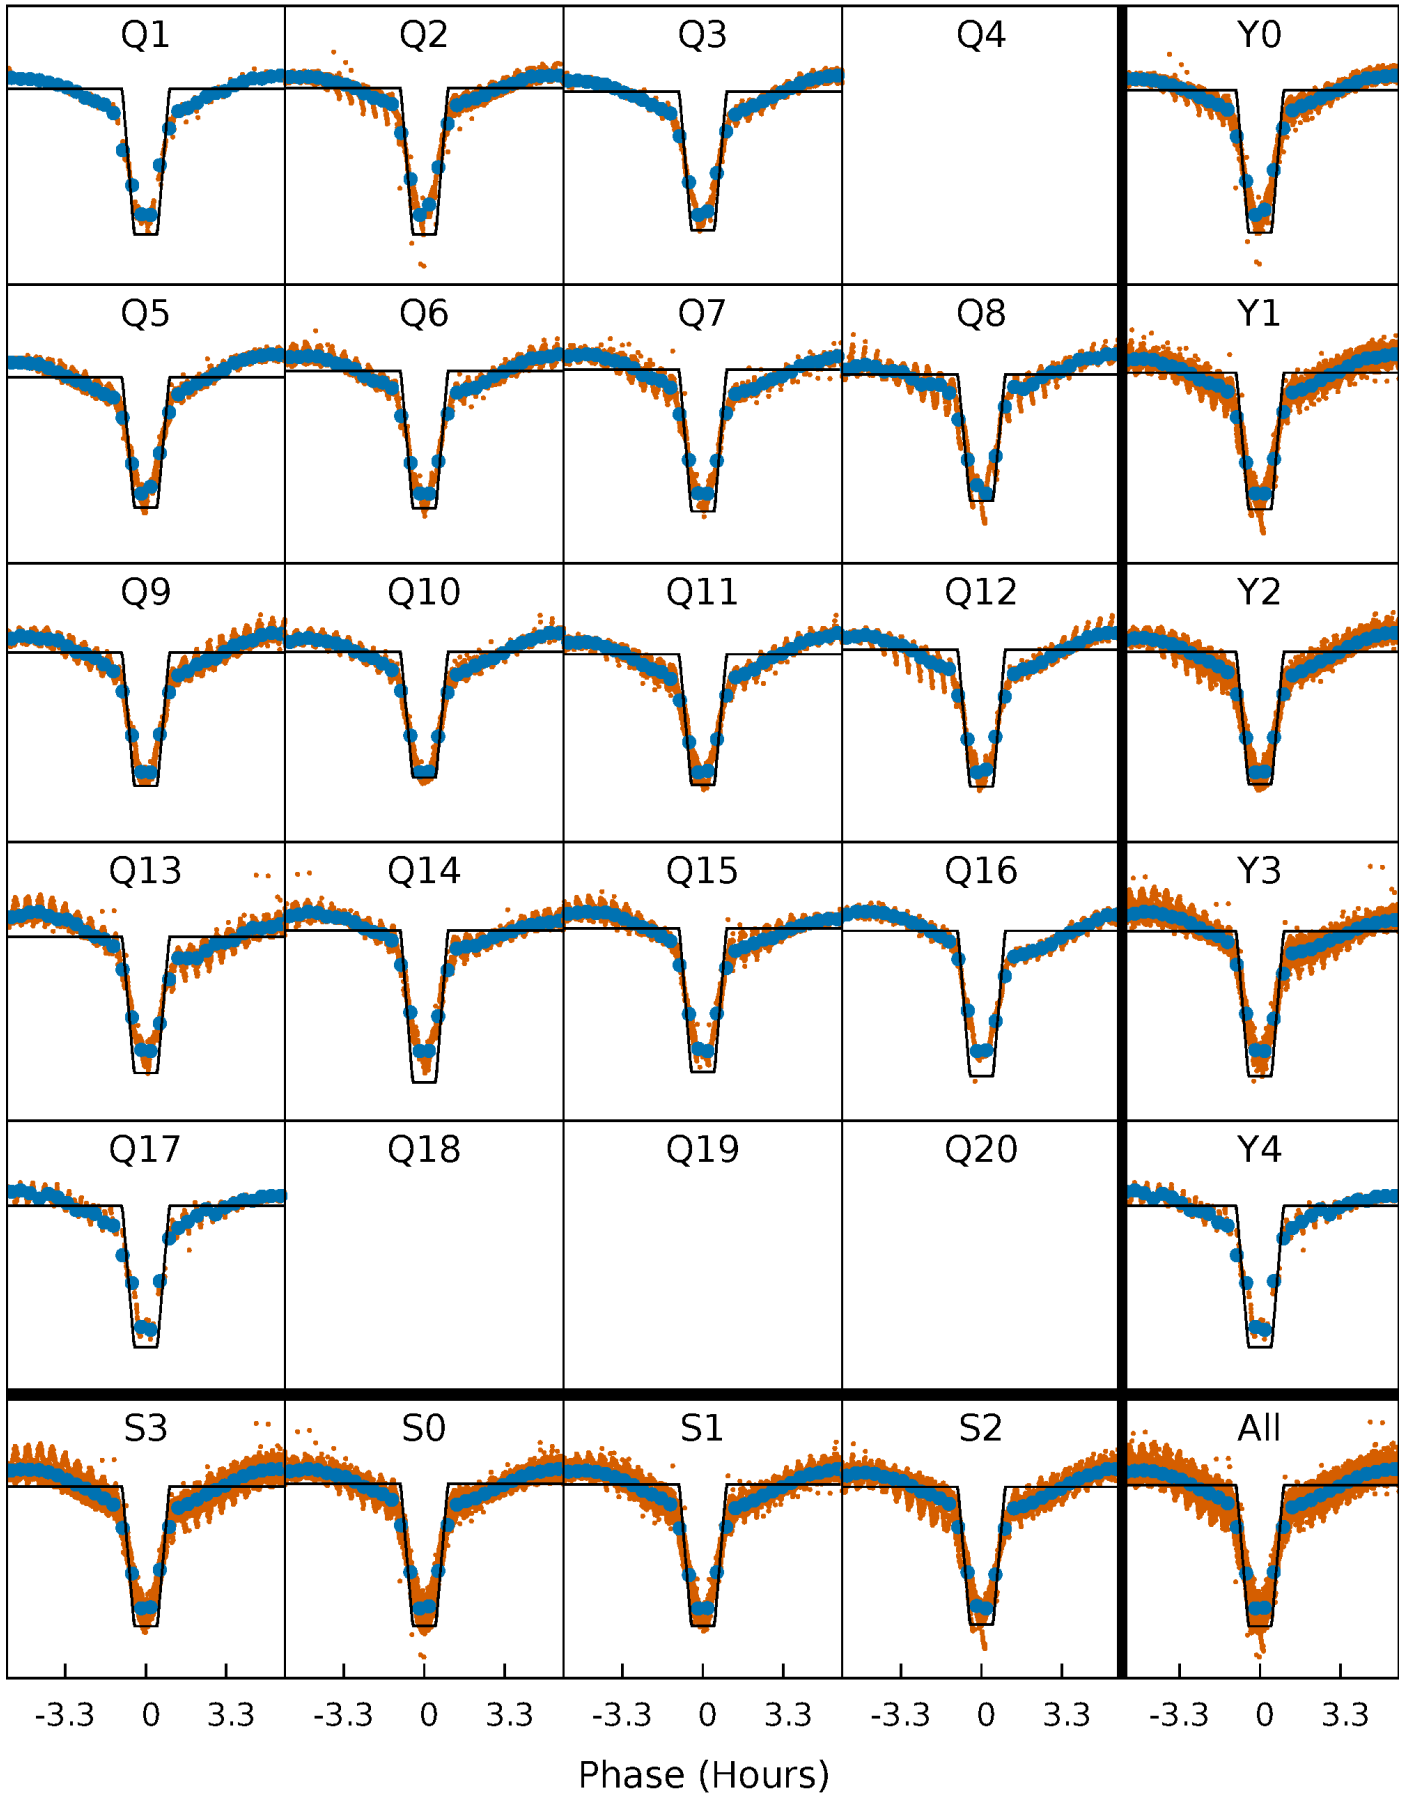 Q1 Q2 Q3 Q4 Y0
Q5 Q6 Q7 Q8 Y1
Q9 Q10 Q11 Q12 Y2
Q13 Q14 Q15 Q16 Y3
Q17 Q18 Q19 Q20 Y4
S3 S0 S1 S2 All
-3.3 0 3.3 -3.3 0 3.3 -3.3 0 3.3 -3.3 0 3.3 -3.3 0 3.3
Phase (Hours)